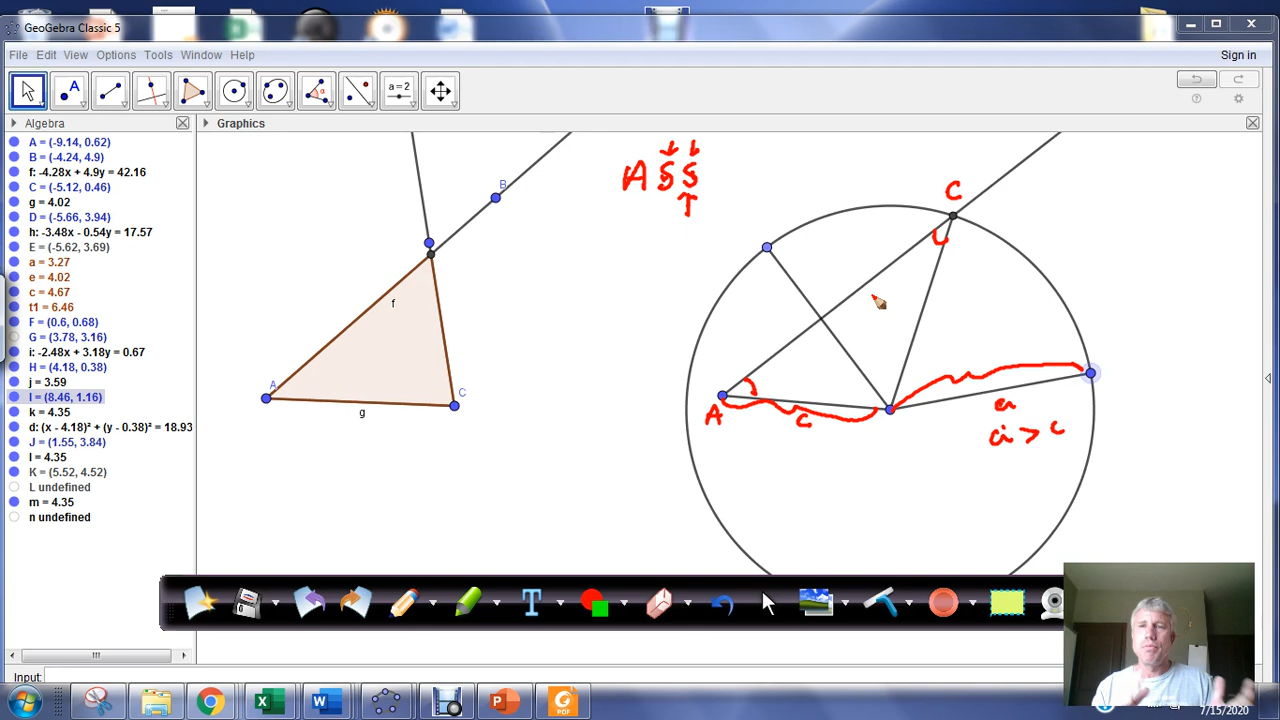 GeoGebra Classic 5
File Edit View Options Tools Window Help
Sign in
A
a=2
Algebra
Graphics
A = (-9.14, 0.62)
B = (-4.24, 4.9)
f: -4.28x + 4.9y = 42.16
C = (-5.12, 0.46)
g = 4.02
D = (-5.66, 3.94)
h: -3.48x - 0.54y = 17.57
E = (-5.62, 3.69)
a = 3.27
e = 4.02
c = 4.67
t1 = 6.46
F = (0.6, 0.68)
G = (3.78, 3.16)
i: -2.48x + 3.18y = 0.67
H = (4.18, 0.38)
j = 3.59
I = (8.46, 1.16)
k = 4.35
d: (x - 4.18)² + (y - 0.38)² = 18.93
J = (1.55, 3.84)
l = 4.35
K = (5.52, 4.52)
L undefined
m = 4.35
n undefined
A S S
B
C
f
A
C
g
A
c
a
a > c
T
Input:
PDF
7/15/2020